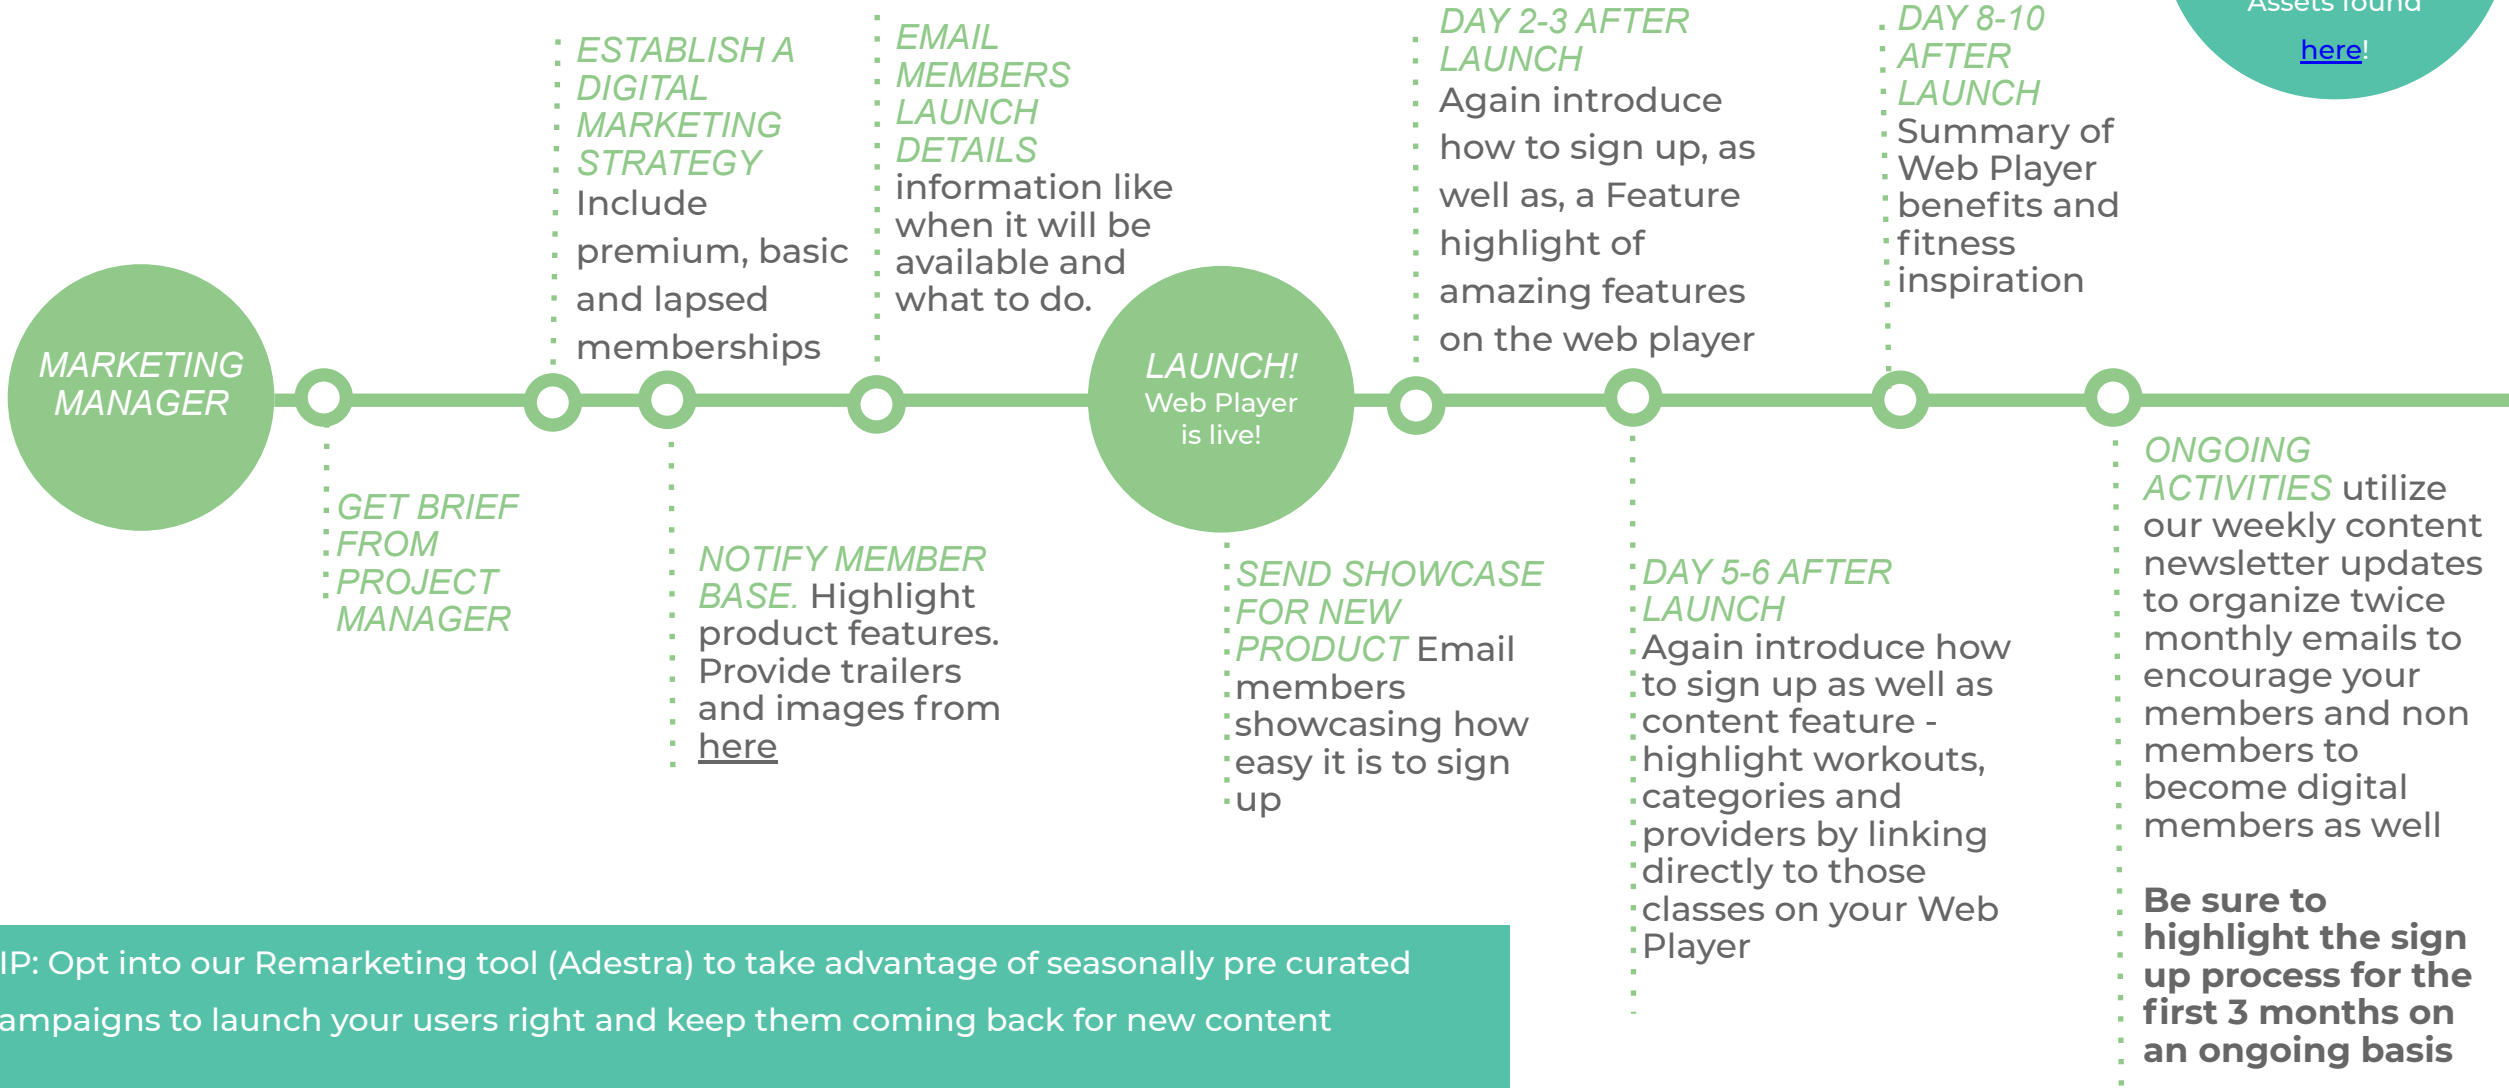 MARKETING
MANAGER
GET BRIEF
FROM
PROJECT
MANAGER
ESTABLISH A
DIGITAL
MARKETING
STRATEGY
Include
premium, basic
and lapsed
memberships
NOTIFY MEMBER
BASE. Highlight
product features.
Provide trailers
and images from
here
EMAIL
MEMBERS
LAUNCH
DETAILS
information like
when it will be
available and
what to do.
LAUNCH!
Web Player
is live!
SEND SHOWCASE
FOR NEW
PRODUCT Email
members
showcasing how
easy it is to sign
up
DAY 2-3 AFTER
LAUNCH
Again introduce
how to sign up, as
well as, a Feature
highlight of
amazing features
on the web player
DAY 5-6 AFTER
LAUNCH
Again introduce how
to sign up as well as
content feature -
highlight workouts,
categories and
providers by linking
directly to those
classes on your Web
Player
DAY 8-10
AFTER
LAUNCH
Summary of
Web Player
benefits and
fitness
inspiration
Assets found
here!
ONGOING
ACTIVITIES utilize
our weekly content
newsletter updates
to organize twice
monthly emails to
encourage your
members and non
members to
become digital
members as well
Be sure to
highlight the sign
up process for the
first 3 months on
an ongoing basis
IP: Opt into our Remarketing tool (Adestra) to take advantage of seasonally pre curated
ampaigns to launch your users right and keep them coming back for new content